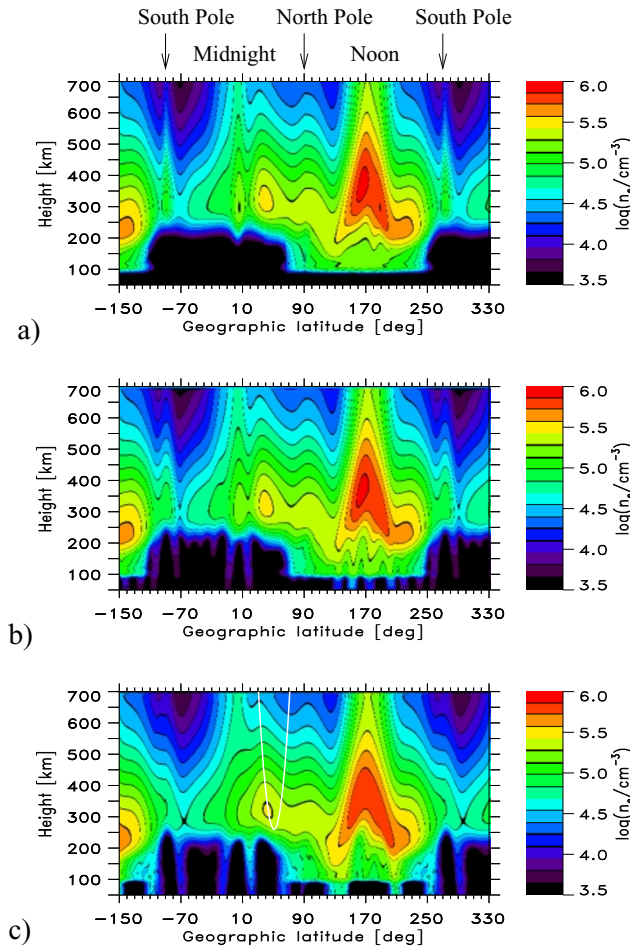 South Pole North Pole South Pole
Midnight Noon
700
600
500
400
300
200
100
Height [km]
-150 -70 10 90 170 250 330
Geographic latitude [deg]
6.0
5.5
5.0
4.5
4.0
3.5
log(ne/cm-3)
a)
700
600
500
400
300
200
100
Height [km]
-150 -70 10 90 170 250 330
Geographic latitude [deg]
6.0
5.5
5.0
4.5
4.0
3.5
log(ne/cm-3)
b)
700
600
500
400
300
200
100
Height [km]
-150 -70 10 90 170 250 330
Geographic latitude [deg]
6.0
5.5
5.0
4.5
4.0
3.5
log(ne/cm-3)
c)